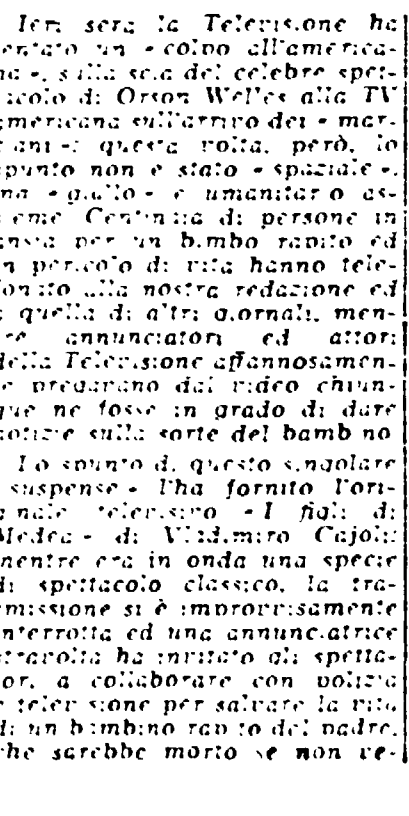 Ieri sera la Televisione ha
entato un « colpo all'america-
na », sulla scia del celebre spet-
acolo di Orson Welles alla TV
americana sull'arrivo dei « mar-
ziani »: questa volta, però, lo
spunto non è stato « spaziale »,
ma « giallo » e umanitario as-
sieme. Centinaia di persone in
ansia per un bimbo rapito ed
in pericolo di vita hanno tele-
fonato alla nostra redazione ed
a quella di altri giornali, men-
tre annunciatori ed attori
della Televisione affannosamen-
te pregavano dal video chiun-
que ne fosse in grado di dare
notizie sulla sorte del bambino
Lo spunto di questo singolare
« suspense » l'ha fornito l'ori-
ginale televisivo « I figli di
Medea » di Vladimiro Cajoli:
mentre era in onda una specie
di spettacolo classico, la tra-
smissione si è improvvisamente
interrotta ed una annunciatrice
stravolta ha invitato gli spetta-
tori a collaborare con polizia
e televisione per salvare la vita
di un bambino rapito del padre,
che sarebbe morto se non ve-